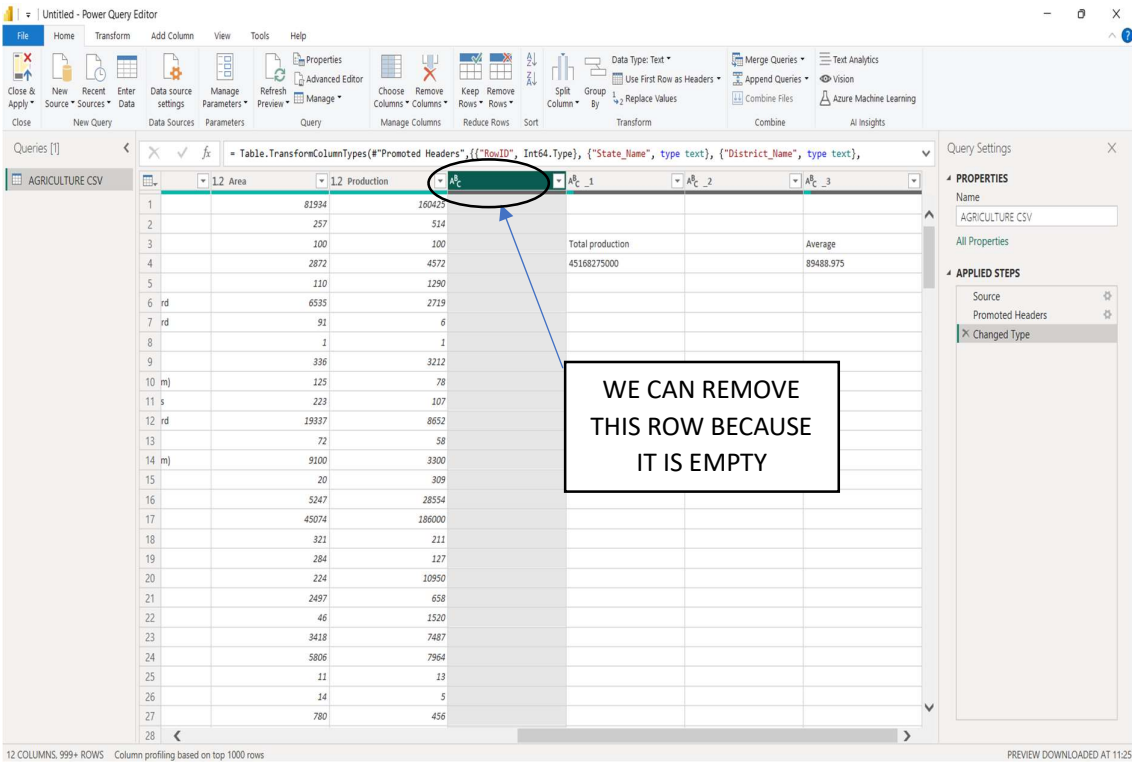 Untitled - Power Query Editor
File Home Transform Add Column View Tools Help
Close & Apply New Source Recent Sources Enter Data Data source settings Manage Parameters Refresh Preview Properties Advanced Editor Manage Choose Columns Remove Columns Keep Rows Remove Rows Split Column Group By Data Type: Text Use First Row as Headers Replace Values Merge Queries Append Queries Combine Files Text Analytics Vision Azure Machine Learning
Close New Query Data Sources Parameters Query Manage Columns Reduce Rows Sort Transform Combine AI Insights
Queries [1]
AGRICULTURE CSV
fx = Table.TransformColumnTypes(#"Promoted Headers",{{"RowID", Int64.Type}, {"State_Name", type text}, {"District_Name", type text},
1.2 Area 1.2 Production ABC ABC _1 ABC _2 ABC _3
1 81934 160425
2 257 514
3 100 100 Total production Average
4 2872 4572 45168275000 89488.975
5 110 1290
6 rd 6535 2719
7 rd 91 6
8 1 1
9 336 3212
10 m) 125 78
11 s 223 107
12 rd 19337 8652
13 72 58
14 m) 9100 3300
15 20 309
16 5247 28554
17 45074 186000
18 321 211
19 284 127
20 224 10950
21 2497 658
22 46 1520
23 3418 7487
24 5806 7964
25 11 13
26 14 5
27 780 456
28
WE CAN REMOVE
THIS ROW BECAUSE
IT IS EMPTY
Query Settings
PROPERTIES
Name
AGRICULTURE CSV
All Properties
APPLIED STEPS
Source
Promoted Headers
Changed Type
12 COLUMNS, 999+ ROWS Column profiling based on top 1000 rows PREVIEW DOWNLOADED AT 11:25